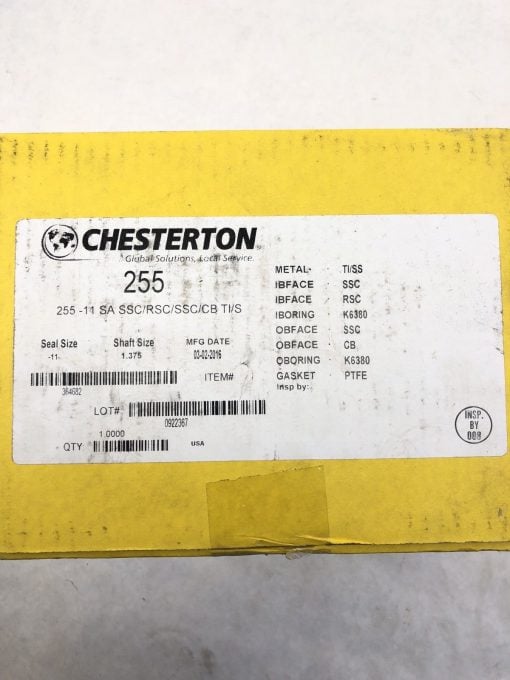 CHESTERTON
Global Solutions, Local Service.
255
255 -11 SA SSC/RSC/SSC/CB TI/S
Seal Size Shaft Size MFG DATE
-11- 1.375 03-02-2016
ITEM#
364682
LOT#
0922367
1.0000
QTY USA
METAL- TI/SS
IBFACE SSC
IBFACE RSC
IBORING K6380
OBFACE SSC
OBFACE CB
OBORING K6380
GASKET PTFE
Insp by:.
INSP.
BY
008